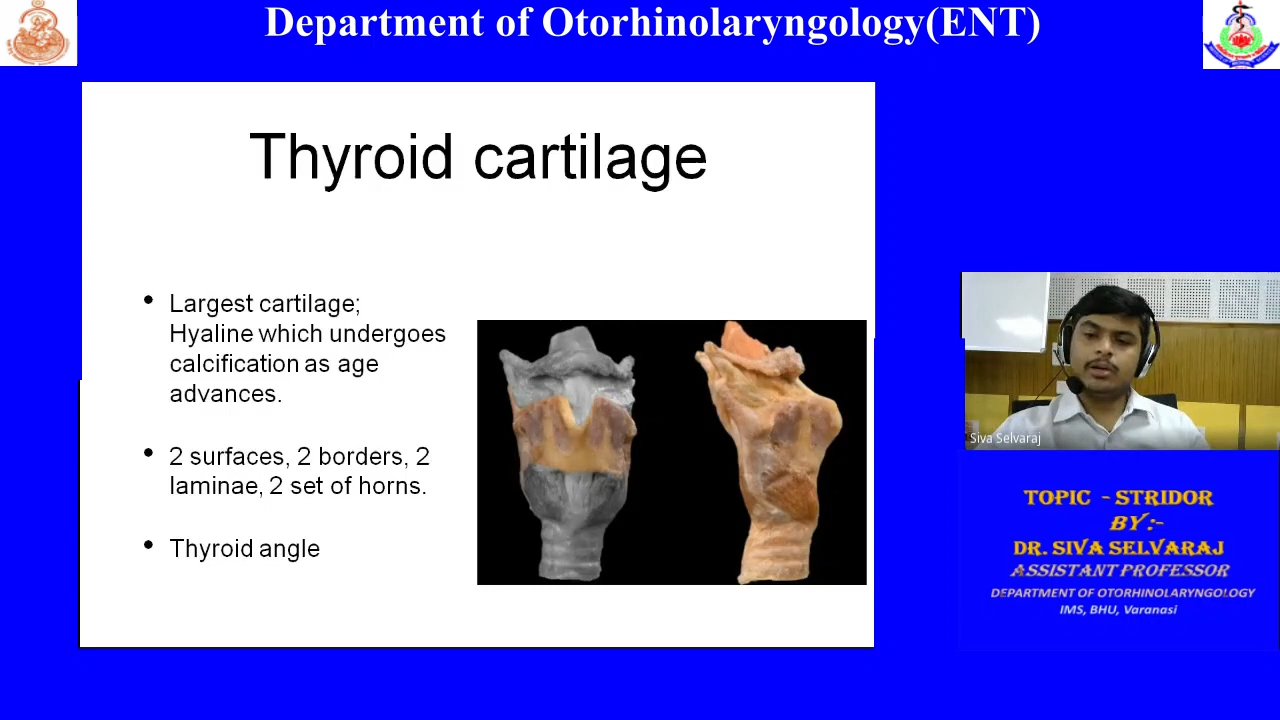 Department of Otorhinolaryngology(ENT)
Thyroid cartilage
• Largest cartilage;
Hyaline which undergoes
calcification as age
advances.
• 2 surfaces, 2 borders, 2
laminae, 2 set of horns.
• Thyroid angle
Siva Selvaraj
TOPIC - STRIDOR
BY:-
DR. SIVA SELVARAJ
ASSISTANT PROFESSOR
DEPARTMENT OF OTORHINOLARYNGOLOGY
IMS, BHU, Varanasi